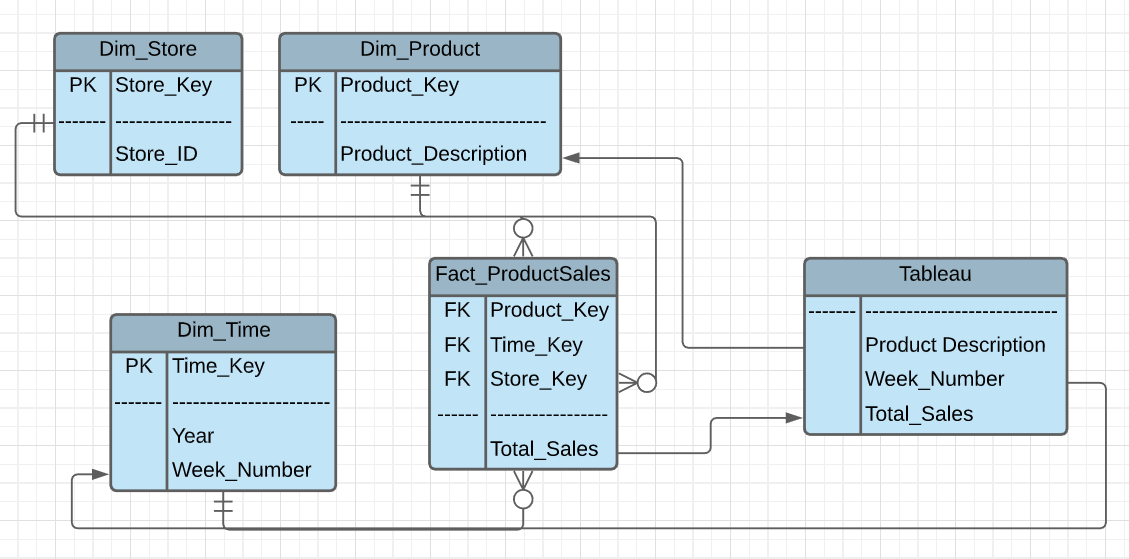 Dim_Store
PK Store_Key
------- ------------------
Store_ID
Dim_Product
PK Product_Key
----- --------------------------------
Product_Description
Fact_ProductSales
FK Product_Key
FK Time_Key
FK Store_Key
------ ------------------
Total_Sales
Tableau
------- ------------------------------
Product Description
Week_Number
Total_Sales
Dim_Time
PK Time_Key
------- ------------------------
Year
Week_Number